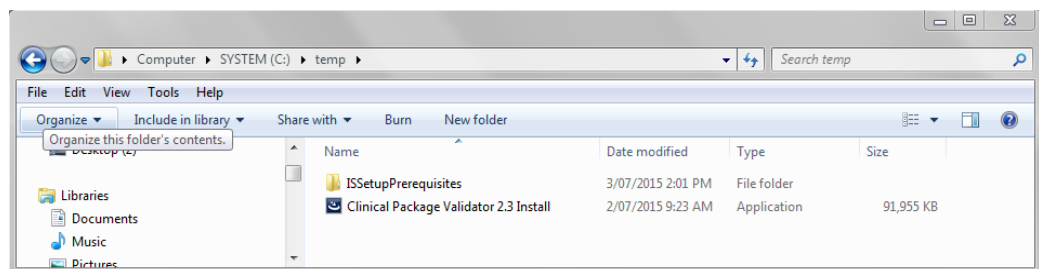 Computer SYSTEM (C:) temp Search temp
File Edit View Tools Help
Organize Include in library Share with Burn New folder
Organize this folder's contents.
Desktop (2)
Name Date modified Type Size
ISSetupPrerequisites 3/07/2015 2:01 PM File folder
Libraries
Clinical Package Validator 2.3 Install 2/07/2015 9:23 AM Application 91,955 KB
Documents
Music
Pictures